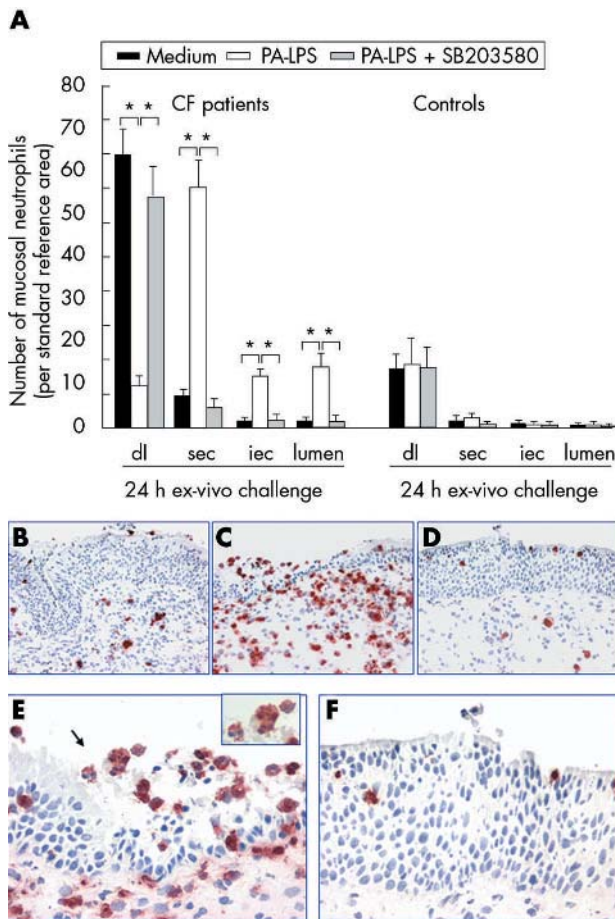 A
Medium PA-LPS PA-LPS + SB203580
CF patients Controls
Number of mucosal neutrophils
(per standard reference area)
80
70
60
50
40
30
20
10
0
* * * * * * * *
dl sec iec lumen dl sec iec lumen
24 h ex-vivo challenge 24 h ex-vivo challenge
B C D
E F